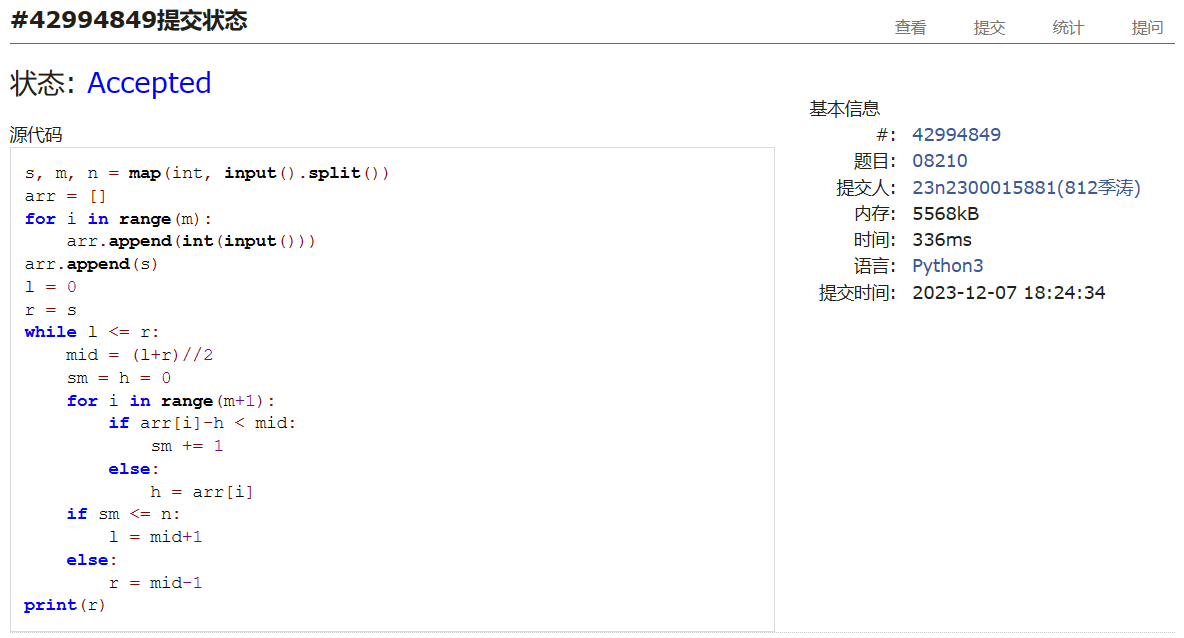 #42994849提交状态
查看 提交 统计 提问
状态: Accepted
源代码
s, m, n = map(int, input().split())
arr = []
for i in range(m):
    arr.append(int(input()))
arr.append(s)
l = 0
r = s
while l <= r:
    mid = (l+r)//2
    sm = h = 0
    for i in range(m+1):
        if arr[i]-h < mid:
            sm += 1
        else:
            h = arr[i]
    if sm <= n:
        l = mid+1
    else:
        r = mid-1
print(r)
基本信息
#: 42994849
题目: 08210
提交人: 23n2300015881(812季涛)
内存: 5568kB
时间: 336ms
语言: Python3
提交时间: 2023-12-07 18:24:34